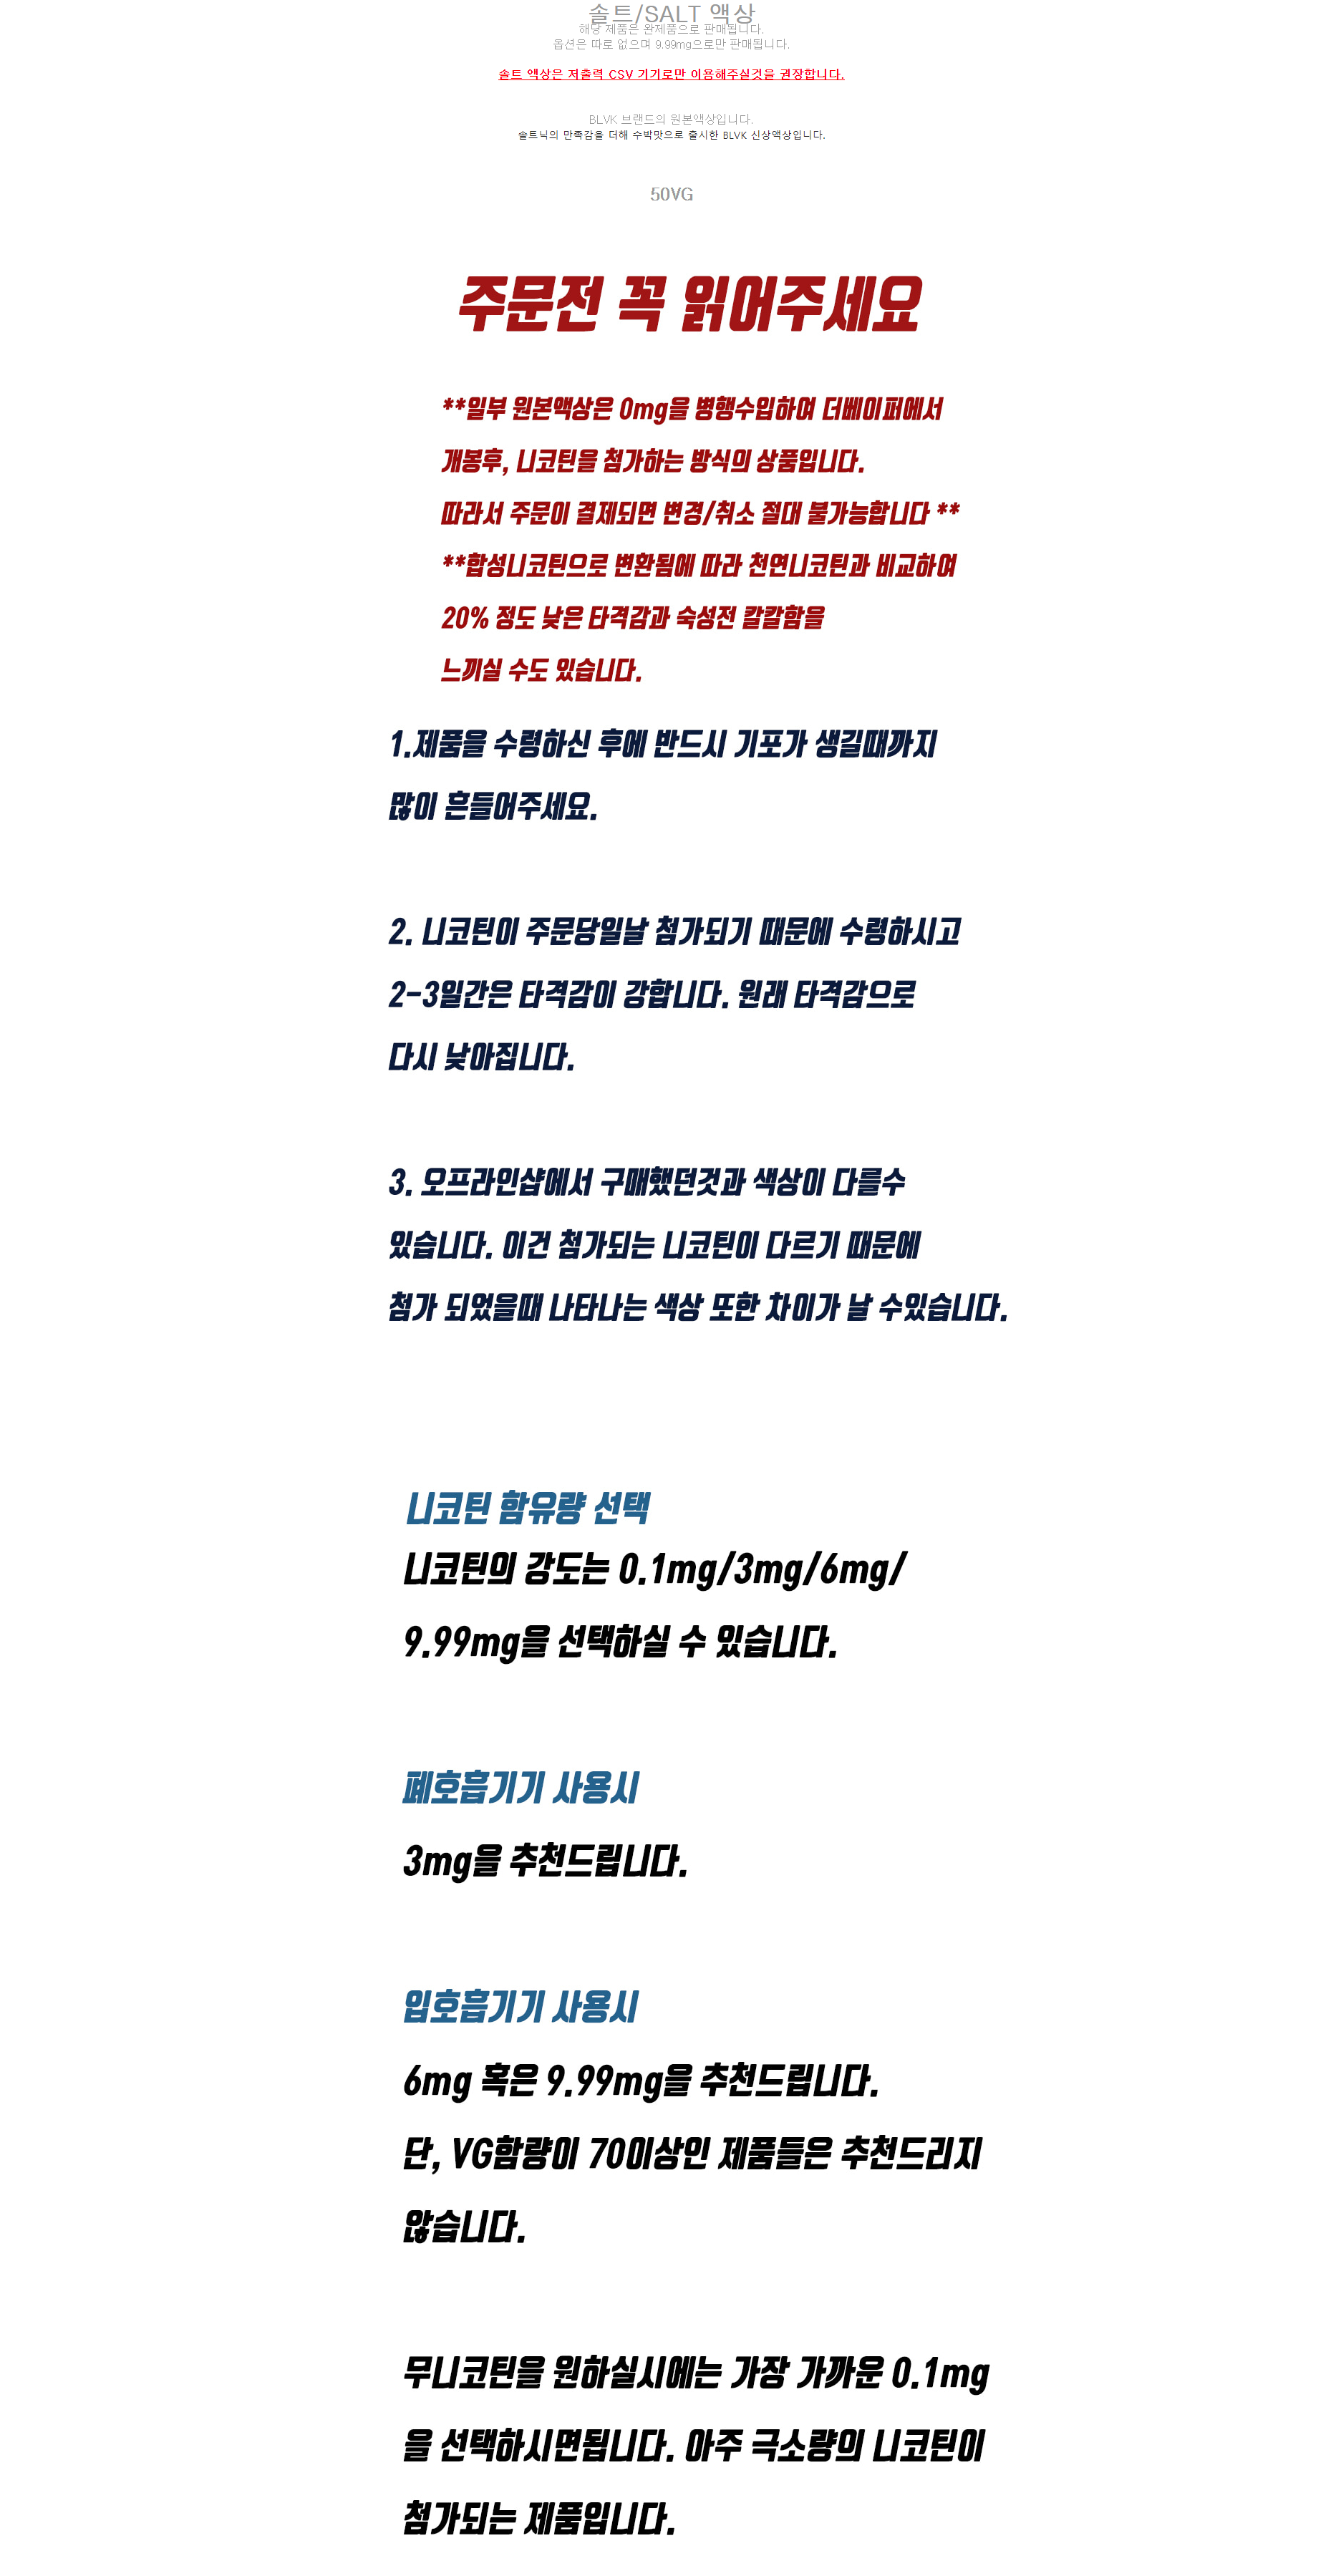 솔트/SALT 액상
해당 제품은 완제품으로 판매됩니다.
옵션은 따로 없으며 9.99mg으로만 판매됩니다.
솔트 액상은 저출력 CSV 기기로만 이용해주실것을 권장합니다.
BLVK 브랜드의 원본액상입니다.
솔트닉의 만족감을 더해 수박맛으로 출시한 BLVK 신상액상입니다.
50VG
주문전 꼭 읽어주세요
**일부 원본액상은 0mg을 병행수입하여 더베이퍼에서
개봉후, 니코틴을 첨가하는 방식의 상품입니다.
따라서 주문이 결제되면 변경/취소 절대 불가능합니다 **
**합성니코틴으로 변환됨에 따라 천연니코틴과 비교하여
20% 정도 낮은 타격감과 숙성전 칼칼함을
느끼실 수도 있습니다.
1.제품을 수령하신 후에 반드시 기포가 생길때까지
많이 흔들어주세요.
2. 니코틴이 주문당일날 첨가되기 때문에 수령하시고
2-3일간은 타격감이 강합니다. 원래 타격감으로
다시 낮아집니다.
3. 오프라인샵에서 구매했던것과 색상이 다를수
있습니다. 이건 첨가되는 니코틴이 다르기 때문에
첨가 되었을때 나타나는 색상 또한 차이가 날 수있습니다.
니코틴 함유량 선택
니코틴의 강도는 0.1mg/3mg/6mg/
9.99mg을 선택하실 수 있습니다.
폐호흡기기 사용시
3mg을 추천드립니다.
입호흡기기 사용시
6mg 혹은 9.99mg을 추천드립니다.
단, VG함량이 70이상인 제품들은 추천드리지
않습니다.
무니코틴을 원하실시에는 가장 가까운 0.1mg
을 선택하시면됩니다. 아주 극소량의 니코틴이
첨가되는 제품입니다.